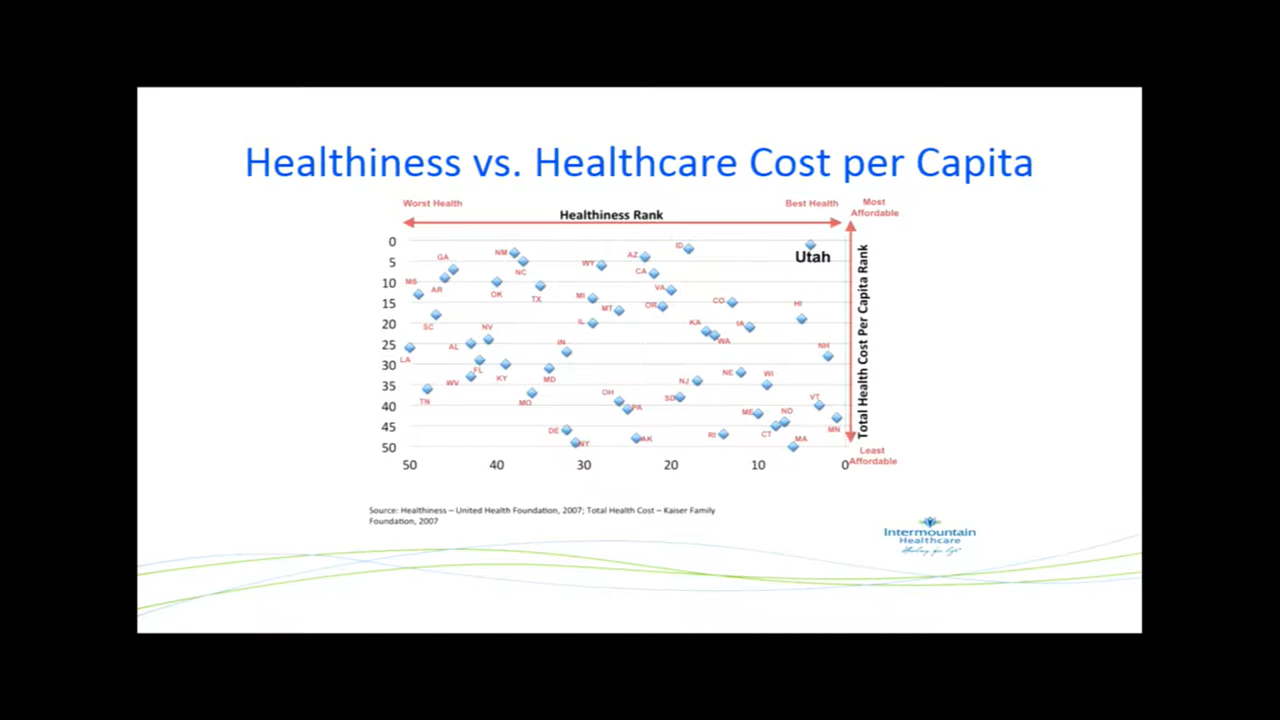 Healthiness vs. Healthcare Cost per Capita
Worst Health
Best Health
Most
Affordable
Healthiness Rank
0
5
10
15
20
25
30
35
40
45
50
GA
NM
NC
WY
AZ
ID
CA
Utah
MS
AR
OK
TX
MI
MT
VA
OR
CO
HI
SC
NV
IL
KA
WA
IA
LA
AL
FL
IN
NH
WV
KY
MD
NJ
NE
WI
TN
MO
OH
PA
SD
ME
ND
VT
MN
DE
NY
AK
RI
CT
MA
Total Health Cost Per Capita Rank
Least
Affordable
50
40
30
20
10
0
Source: Healthiness – United Health Foundation, 2007; Total Health Cost – Kaiser Family
Foundation, 2007
Intermountain
Healthcare
Healing for life